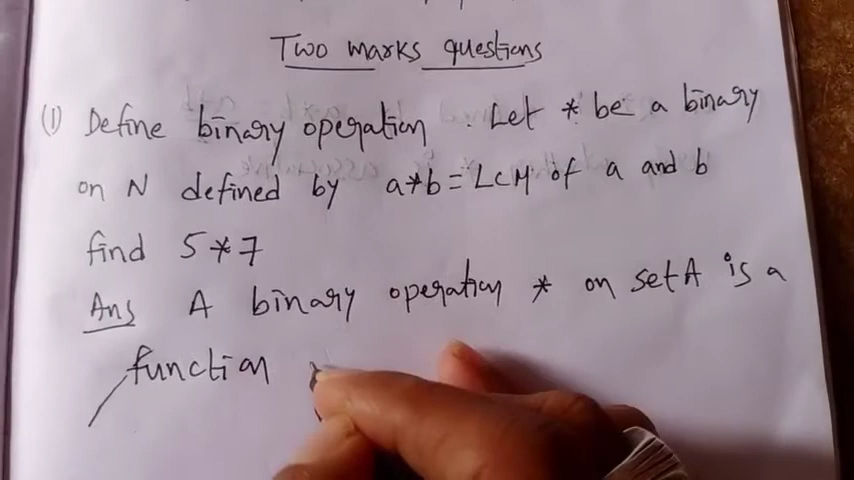 Two marks questions
(1) Define binary operation. Let * be a binary
on N defined by a*b = LCM of a and b
find 5*7
Ans A binary operation * on set A is a
function